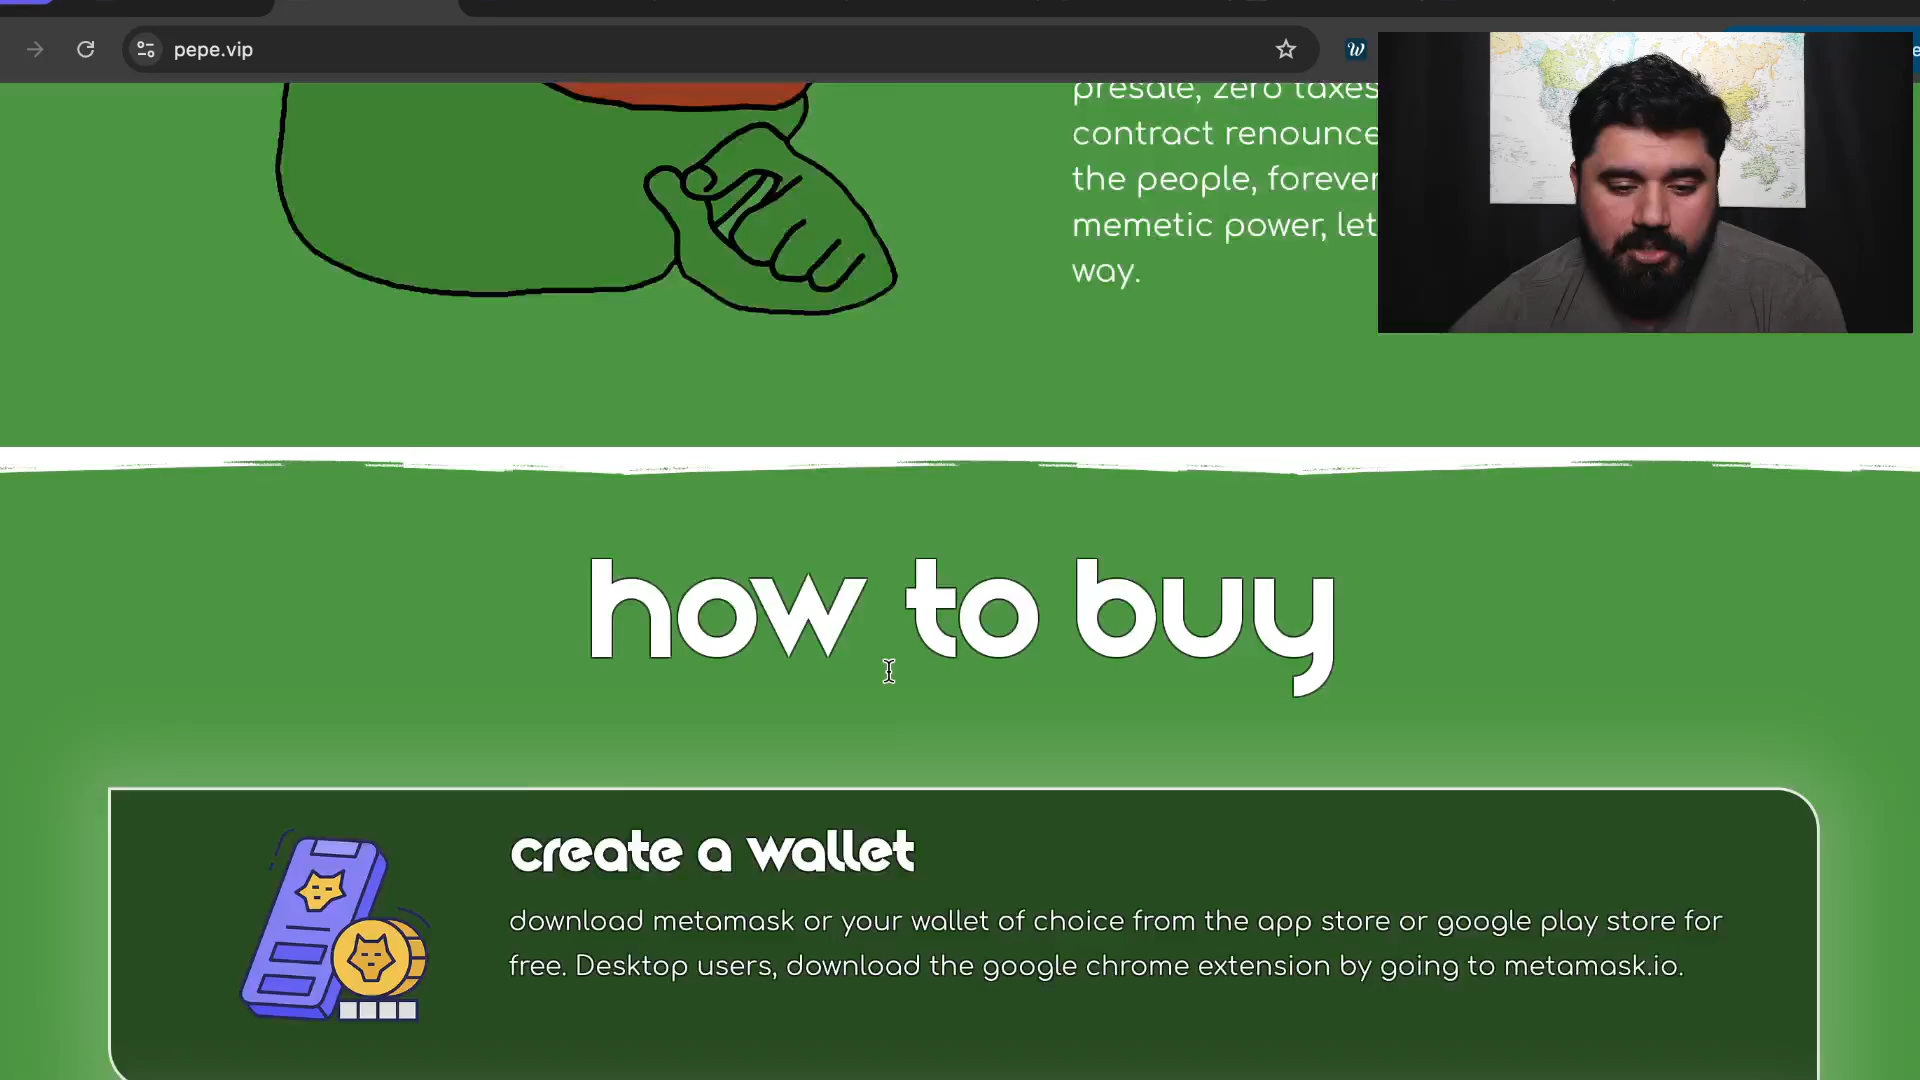 pepe.vip
presale, zero taxes
contract renounce
the people, forever
memetic power, let
way.
how to buy
create a wallet
download metamask or your wallet of choice from the app store or google play store for
free. Desktop users, download the google chrome extension by going to metamask.io.